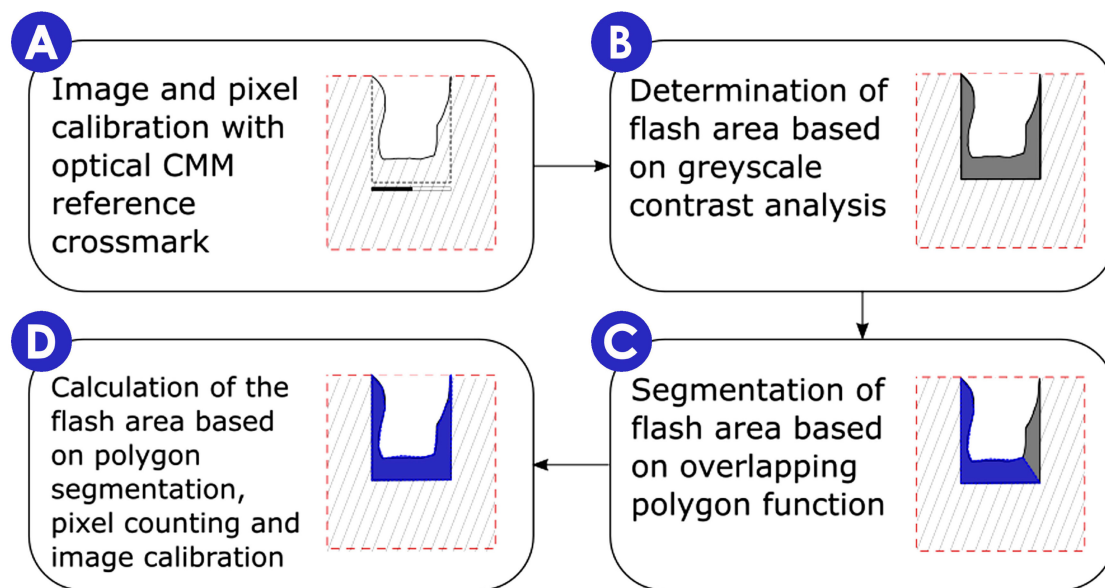 A
Image and pixel
calibration with
optical CMM
reference
crossmark
B
Determination of
flash area based
on greyscale
contrast analysis
C
Segmentation of
flash area based
on overlapping
polygon function
D
Calculation of the
flash area based
on polygon
segmentation,
pixel counting and
image calibration